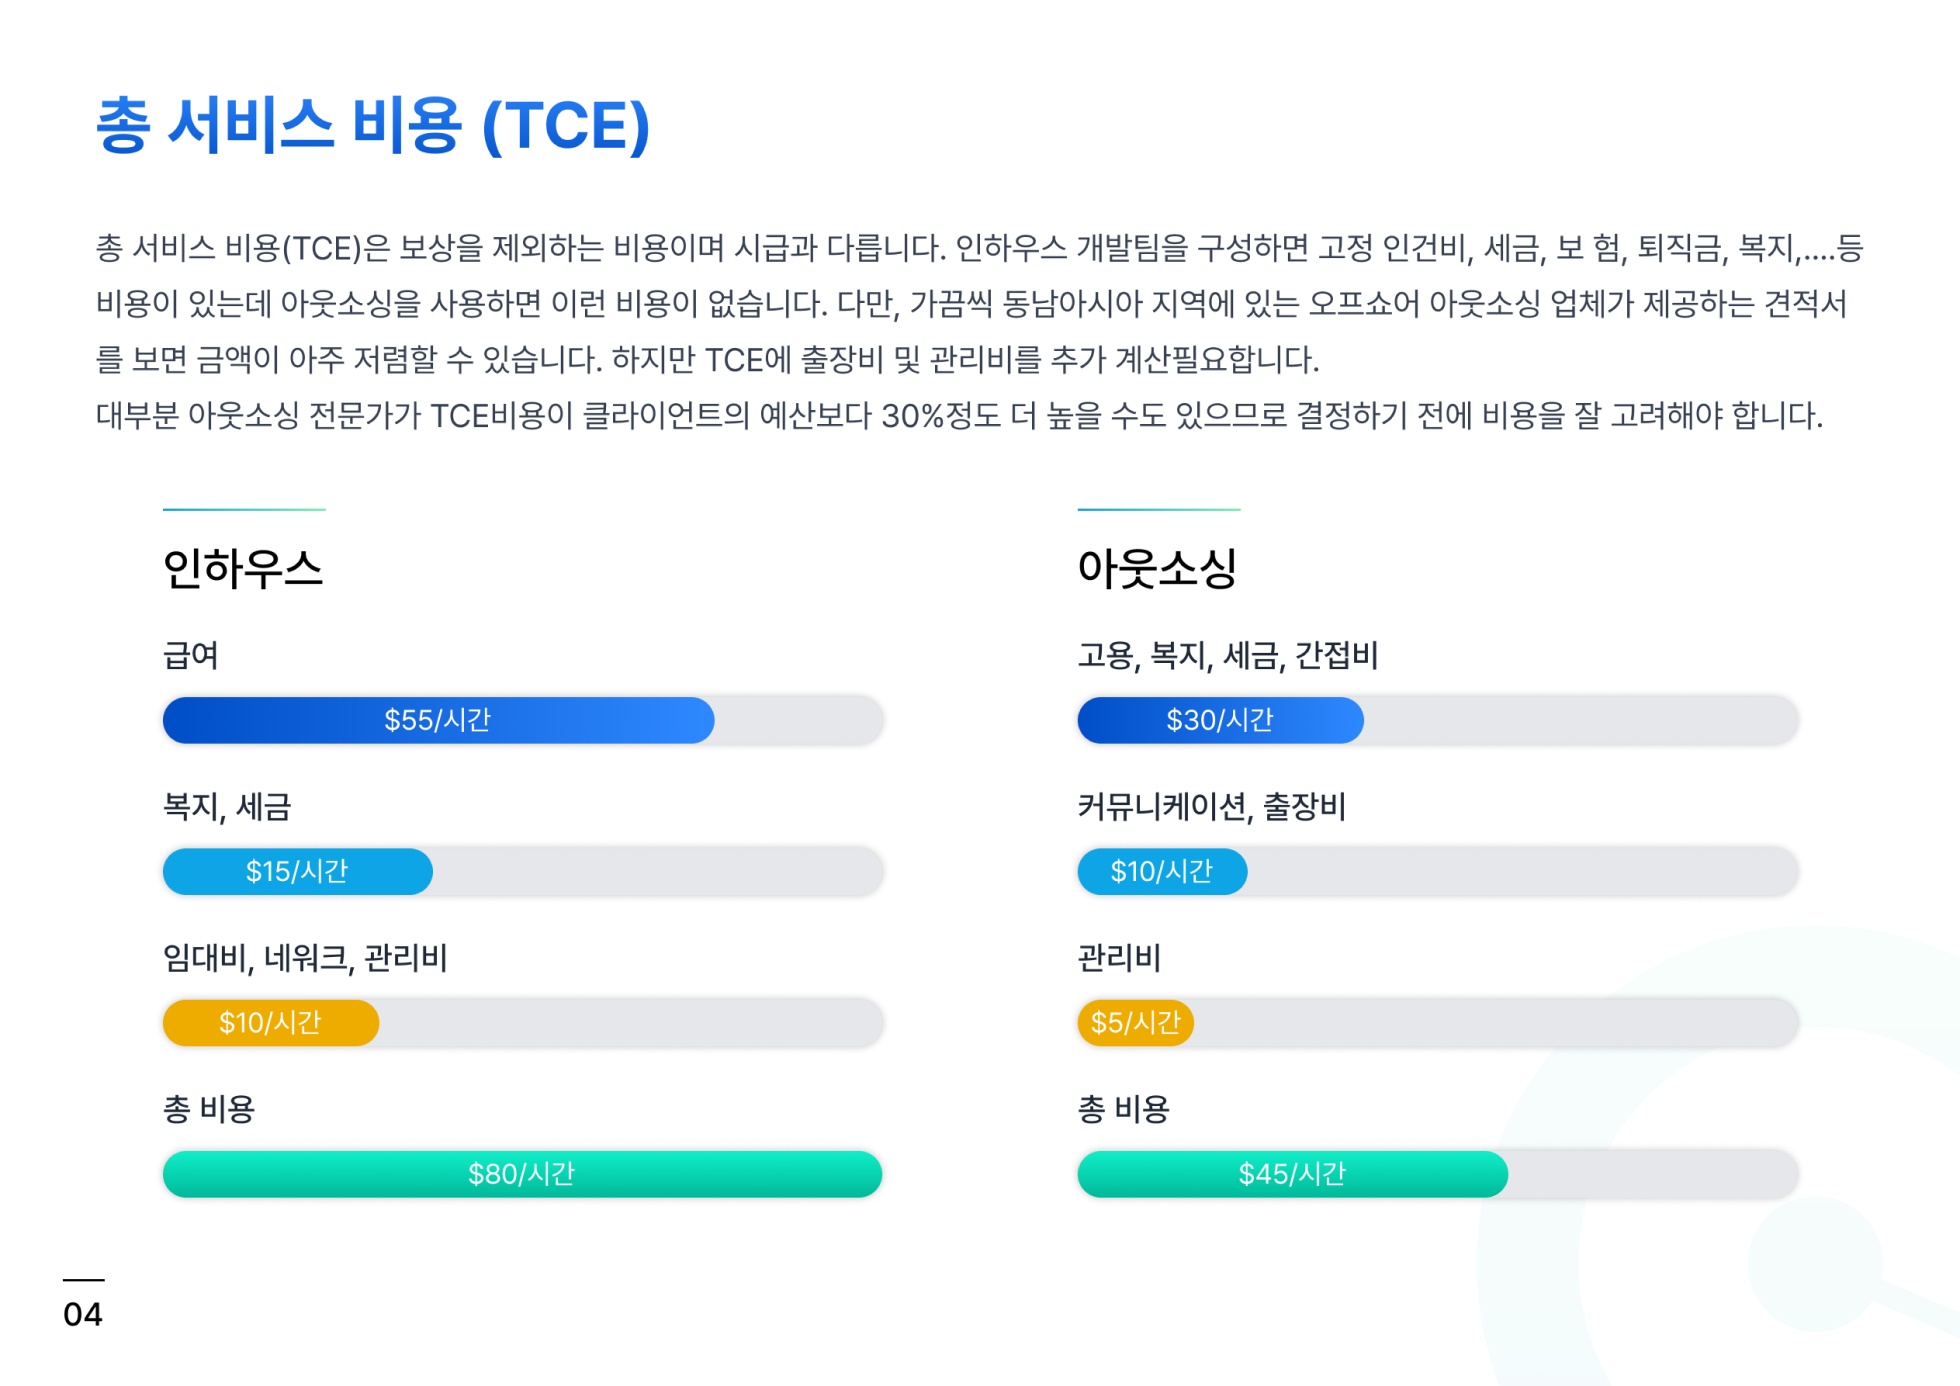 총 서비스 비용 (TCE)
총 서비스 비용(TCE)은 보상을 제외하는 비용이며 시급과 다릅니다. 인하우스 개발팀을 구성하면 고정 인건비, 세금, 보 험, 퇴직금, 복지,....등
비용이 있는데 아웃소싱을 사용하면 이런 비용이 없습니다. 다만, 가끔씩 동남아시아 지역에 있는 오프쇼어 아웃소싱 업체가 제공하는 견적서
를 보면 금액이 아주 저렴할 수 있습니다. 하지만 TCE에 출장비 및 관리비를 추가 계산필요합니다.
대부분 아웃소싱 전문가가 TCE비용이 클라이언트의 예산보다 30%정도 더 높을 수도 있으므로 결정하기 전에 비용을 잘 고려해야 합니다.
인하우스
급여
$55/시간
복지, 세금
$15/시간
임대비, 네워크, 관리비
$10/시간
총 비용
$80/시간
아웃소싱
고용, 복지, 세금, 간접비
$30/시간
커뮤니케이션, 출장비
$10/시간
관리비
$5/시간
총 비용
$45/시간
04